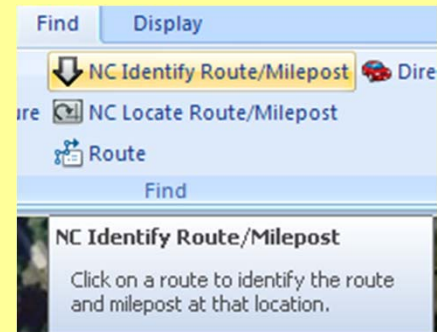 Find Display
NC Identify Route/Milepost Dire
ure NC Locate Route/Milepost
Route
Find
NC Identify Route/Milepost
Click on a route to identify the route
and milepost at that location.